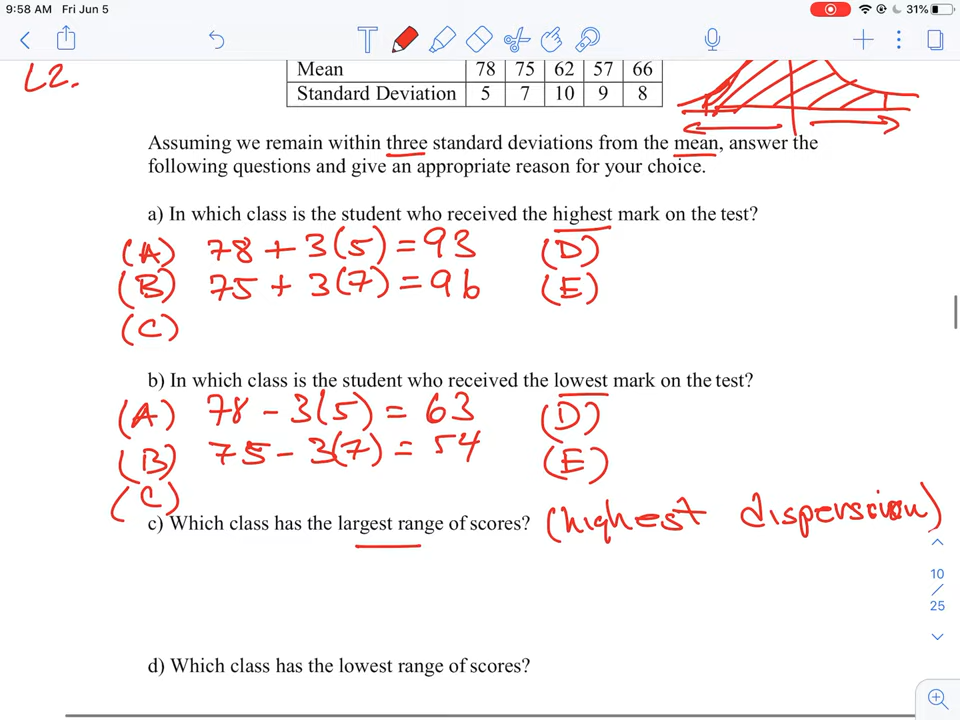 9:58 AM Fri Jun 5 31%
T
L2.
Mean 78 75 62 57 66
Standard Deviation 5 7 10 9 8
Assuming we remain within three standard deviations from the mean, answer the
following questions and give an appropriate reason for your choice.
a) In which class is the student who received the highest mark on the test?
(A) 78 + 3(5) = 93 (D)
(B) 75 + 3(7) = 96 (E)
(C)
b) In which class is the student who received the lowest mark on the test?
(A) 78 - 3(5) = 63 (D)
(B) 75 - 3(7) = 54 (E)
(C)
c) Which class has the largest range of scores? (highest dispersion)
10
/
25
d) Which class has the lowest range of scores?